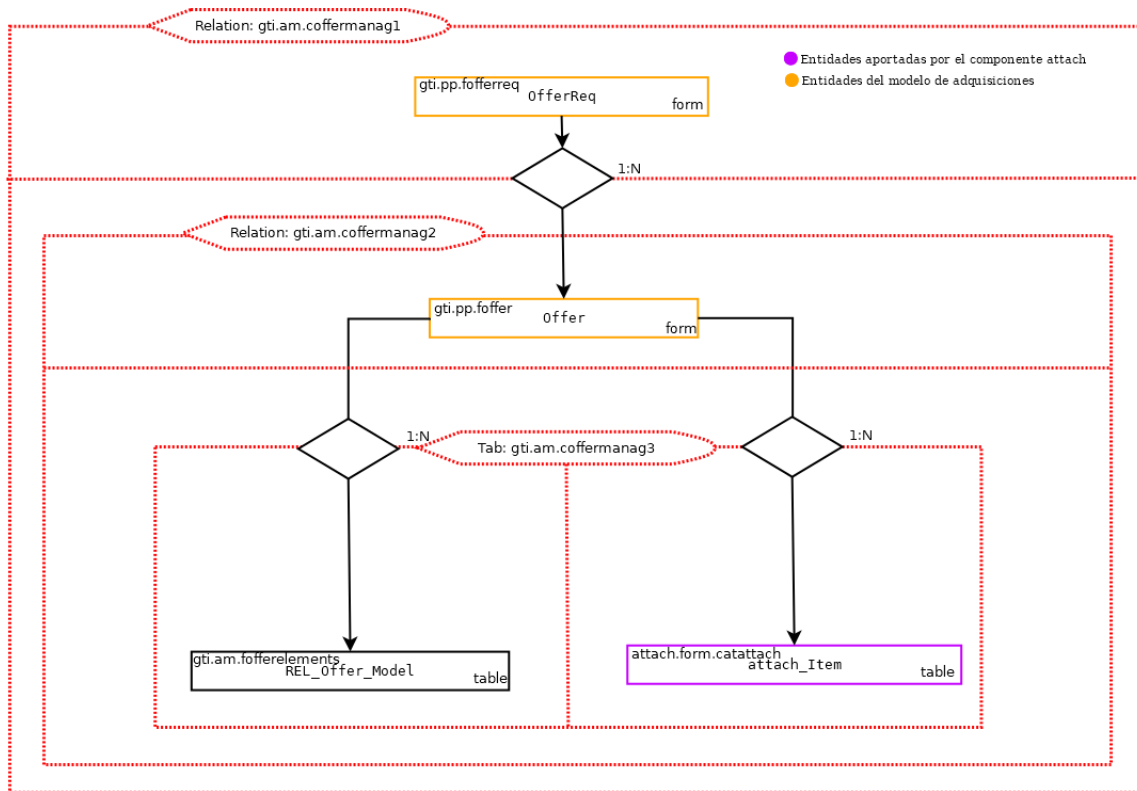 Relation: gti.am.coffermanag1
Entidades aportadas por el componente attach
Entidades del modelo de adquisiciones
gti.pp.fofferreq
OfferReq
form
1:N
Relation: gti.am.coffermanag2
gti.pp.foffer
Offer
form
1:N
Tab: gti.am.coffermanag3
1:N
gti.am.fofferelements
REL_Offer_Model
table
attach.form.catattach
attach_Item
table